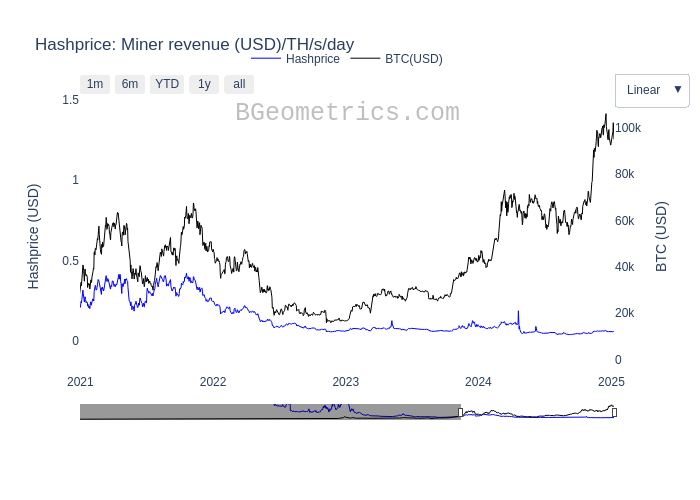 Hashprice: Miner revenue (USD)/TH/s/day
Hashprice BTC(USD)
1m 6m YTD 1y all
Linear ▼
BGeometrics.com
1.5
1
0.5
0
Hashprice (USD)
100k
80k
60k
40k
20k
0
BTC (USD)
2021 2022 2023 2024 2025